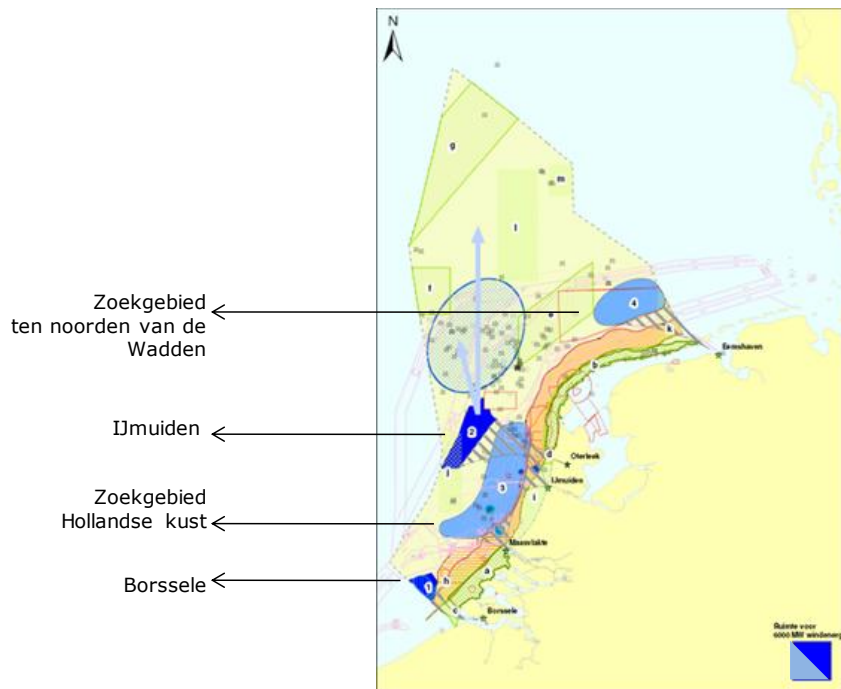 N
g
m
l
f
e
4
k
Eemshaven
b
2
d
Oterleek
IJmuiden
3
i
j
Maasvlakte
a
1
h
c
Borssele
Zoekgebied
ten noorden van de
Wadden
IJmuiden
Zoekgebied
Hollandse kust
Borssele
Ruimte voor
6000 MW windenergie